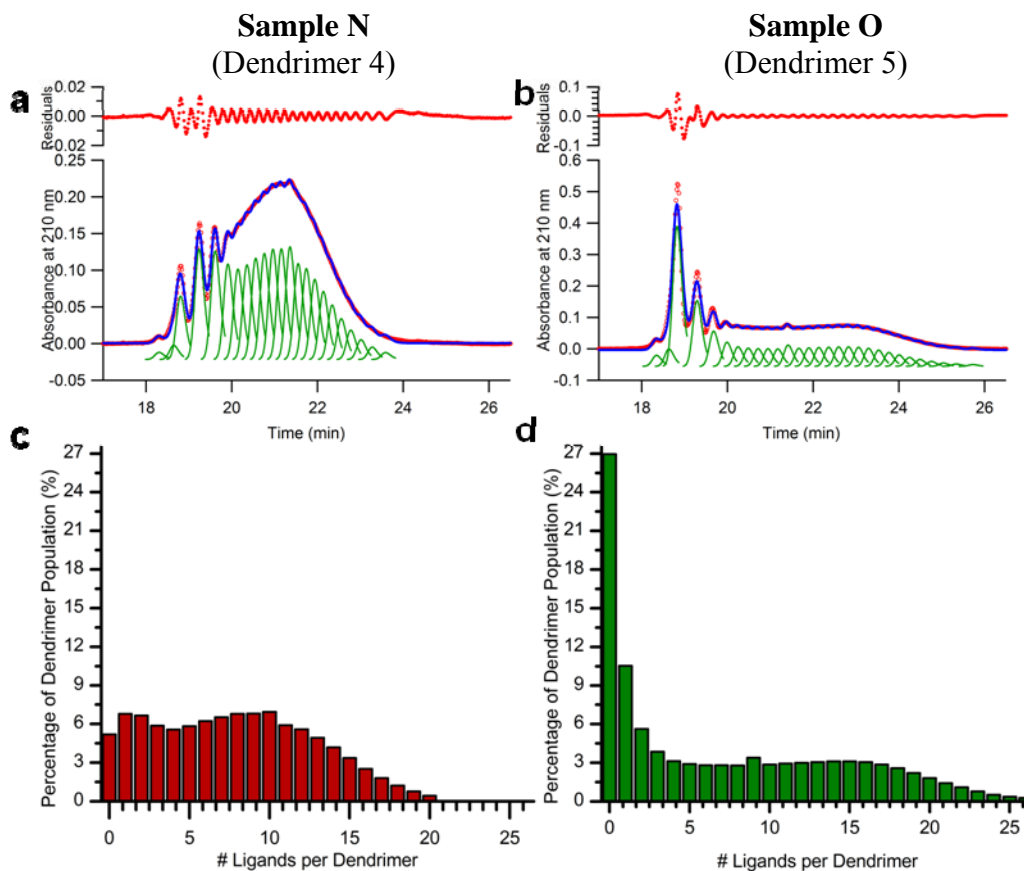 Sample N
(Dendrimer 4)
Sample O
(Dendrimer 5)
a
0.02
0.00
0.02
Residuals
0.25
0.20
0.15
0.10
0.05
0.00
-0.05
Absorbance at 210 nm
18 20 22 24 26
Time (min)
b
0.1
0.0
-0.1
Residuals
0.6
0.5
0.4
0.3
0.2
0.1
0.0
-0.1
Absorbance at 210 nm
18 20 22 24 26
Time (min)
c
27
24
21
18
15
12
9
6
3
0
Percentage of Dendrimer Population (%)
0 5 10 15 20 25
# Ligands per Dendrimer
d
27
24
21
18
15
12
9
6
3
0
Percentage of Dendrimer Population (%)
0 5 10 15 20 25
# Ligands per Dendrimer